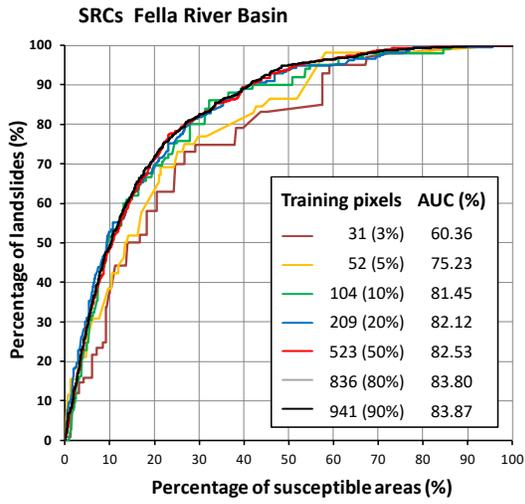 SRCs Fella River Basin
Percentage of landslides (%)
100
90
80
70
60
50
40
30
20
10
0
Training pixels AUC (%)
31 (3%) 60.36
52 (5%) 75.23
104 (10%) 81.45
209 (20%) 82.12
523 (50%) 82.53
836 (80%) 83.80
941 (90%) 83.87
0 10 20 30 40 50 60 70 80 90 100
Percentage of susceptible areas (%)